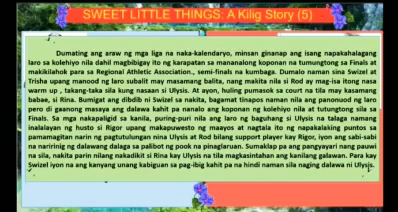 SWEET LITTLE THINGS: A Kilig Story (5)
Dumating ang araw ng mga liga na naka-kalendaryo, minsan ginanap ang isang napakahalagang
laro sa kolehiyo nila dahil magbibigay ito ng karapatan sa mananalong koponan na tumungtong sa Finals at
makikilahok para sa Regional Athletic Association., semi-finals na kumbaga. Dumalo naman sina Swizel at
Trisha upang manood ng laro subalit may masamang balita, nang makita nila si Rod ay mag-isa itong nasa
warm up , takang-taka sila kung nasaan si Ulysis. At ayon, huling pumasok sa court na tila may kasamang
babae, si Rina. Bumigat ang dibdib ni Swizel sa nakita, bagamat tinapos naman nila ang panonuod ng laro
pero di gaanong masaya ang dalawa kahit pa nanalo ang koponan ng kolehiyo nila at tutungtong sila sa
Finals. Sa mga nakapaligid sa kanila, puring-puri nila ang laro ng baguhang si Ulysis na talaga namang
inalalayan ng husto si Rigor upang makapuwesto ng maayos at nagtala ito ng napakalaking puntos sa
pamamagitan narin ng pagtutulungan nina Ulysis at Rod bilang support player kay Rigor, iyon ang sabi-sabi
na naririnig ng dalawang dalaga sa palibot ng pook na pinaglaruan. Sumaklap pa ang pangyayari nang pauwi
na sila, nakita parin nilang nakadikit si Rina kay Ulysis na tila magkasintahan ang kanilang galawan. Para kay
Swizel iyon na ang kanyang unang kabiguan sa pag-ibig kahit pa na hindi naman sila naging dalawa ni Ulysis.